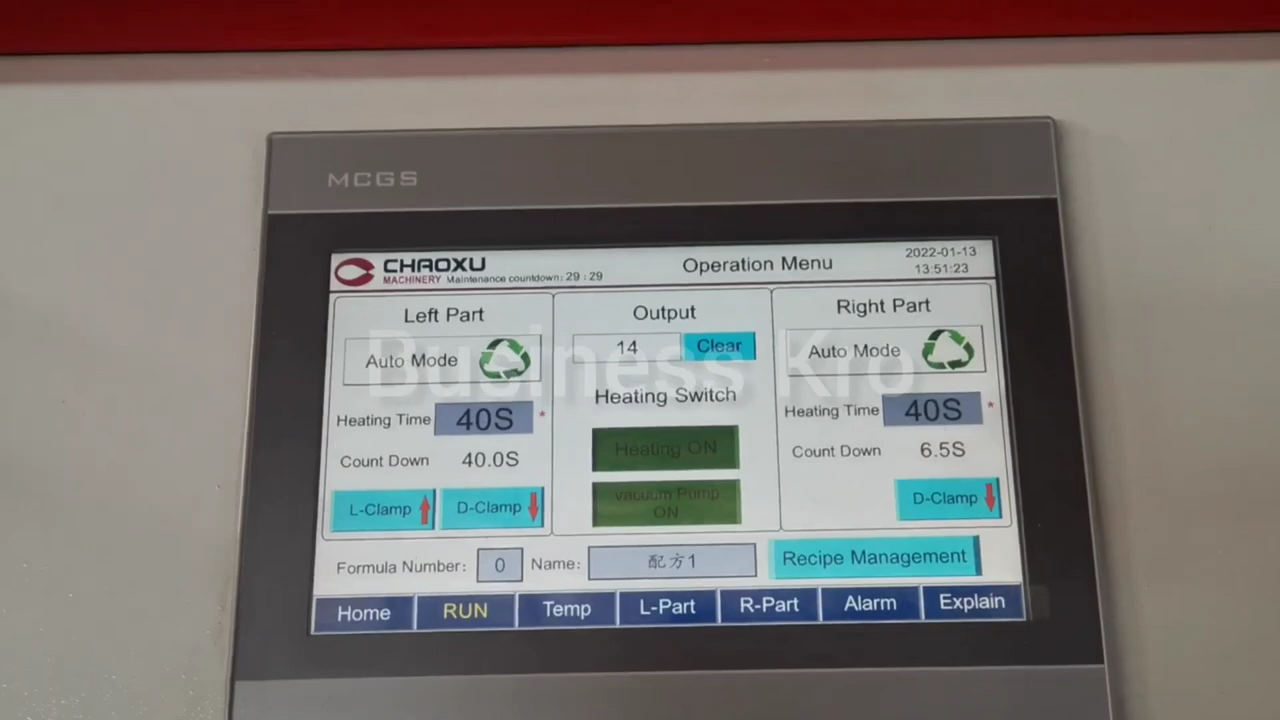 MCGS
CHAOXU
MACHINERY Maintenance countdown: 29 : 29
Operation Menu
2022-01-13
13:51:23
Left Part
Auto Mode
Heating Time 40S *
Count Down 40.0S
L-Clamp D-Clamp
Output
14 Clear
Heating Switch
Heating ON
Vacuum Pump
ON
Right Part
Auto Mode
Heating Time 40S *
Count Down 6.5S
D-Clamp
Business Kro
Formula Number: 0 Name: 配方1 Recipe Management
Home RUN Temp L-Part R-Part Alarm Explain